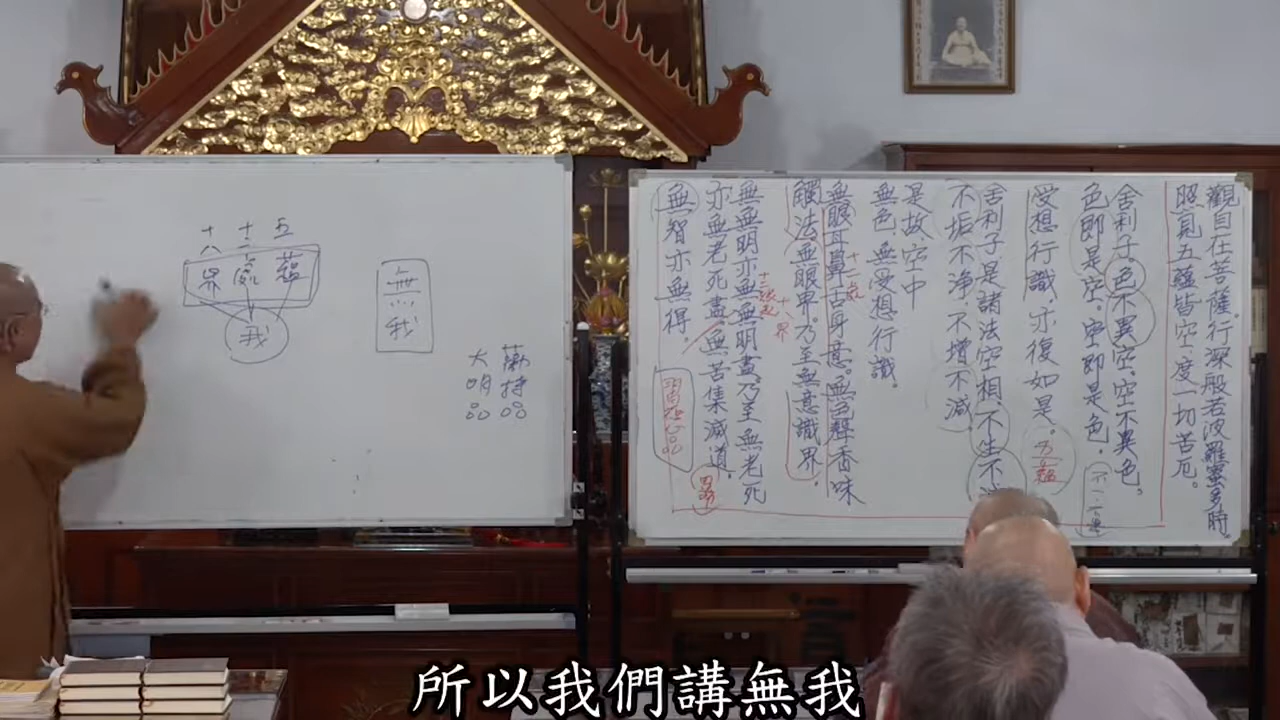 觀自在菩薩。行深般若波羅蜜多時。
照見五蘊皆空。度一切苦厄。
舍利子。色不異空。空不異色。
色即是空。空即是色。
受想行識。亦復如是。
五蘊
舍利子。是諸法空相。不生不滅
不垢不淨。不增不減。
是故空中
無色。無受想行識。
無眼耳鼻舌身意。無色聲香味
十二處
觸法。無眼界。乃至無意識界。
十八界
無無明亦無無明盡。乃至無老死
十二緣起
亦無老死盡。無苦集滅道。
無智亦無得。
勸持品
大明品
無我
五蘊
十二處
十八界
我
所以我們講無我